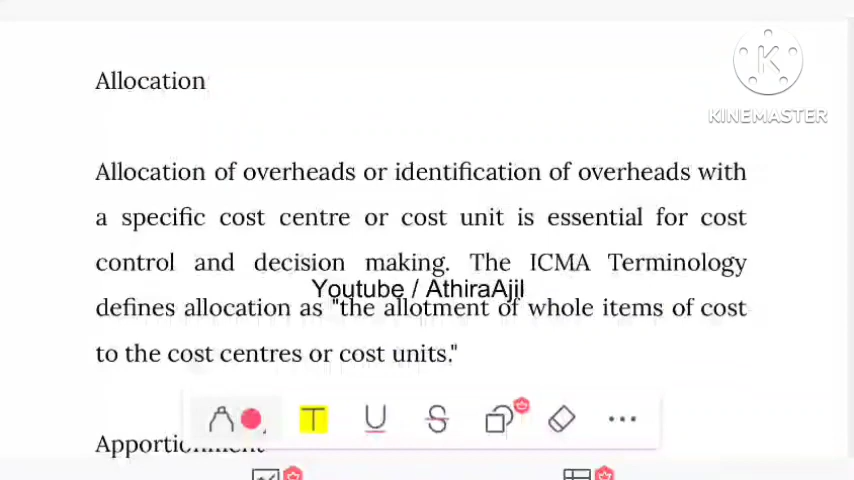 Allocation
KINEMASTER
Allocation of overheads or identification of overheads with
a specific cost centre or cost unit is essential for cost
control and decision making. The ICMA Terminology
Youtube / AthiraAjil
defines allocation as "the allotment of whole items of cost
to the cost centres or cost units."
Apportionment